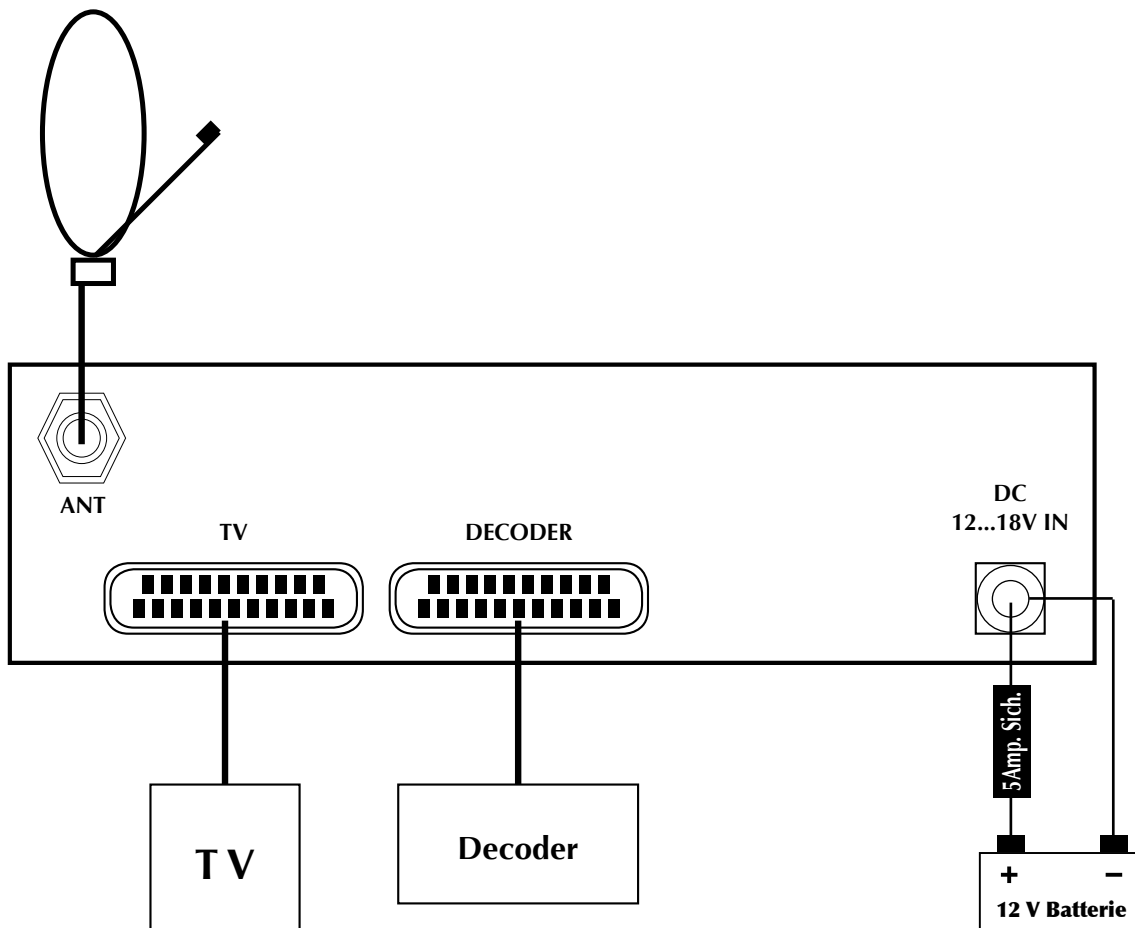 ANT
TV
DECODER
DC
12...18V IN
5Amp. Sich.
T V
Decoder
+ −
12 V Batterie